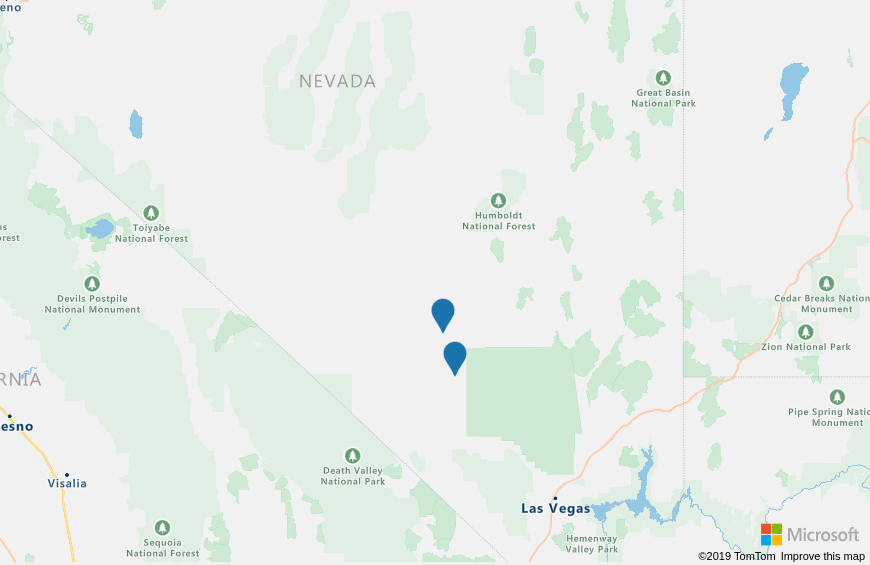 eno
NEVADA
Great Basin
National Park
Humboldt
National Forest
Toiyabe
National Forest
us
orest
Devils Postpile
National Monument
Cedar Breaks Nation
Monument
Zion National Park
RNIA
Pipe Spring Natio
Monument
esno
Visalia
Death Valley
National Park
Las Vegas
Sequoia
National Forest
Hemenway
Valley Park
Microsoft
©2019 TomTom Improve this map